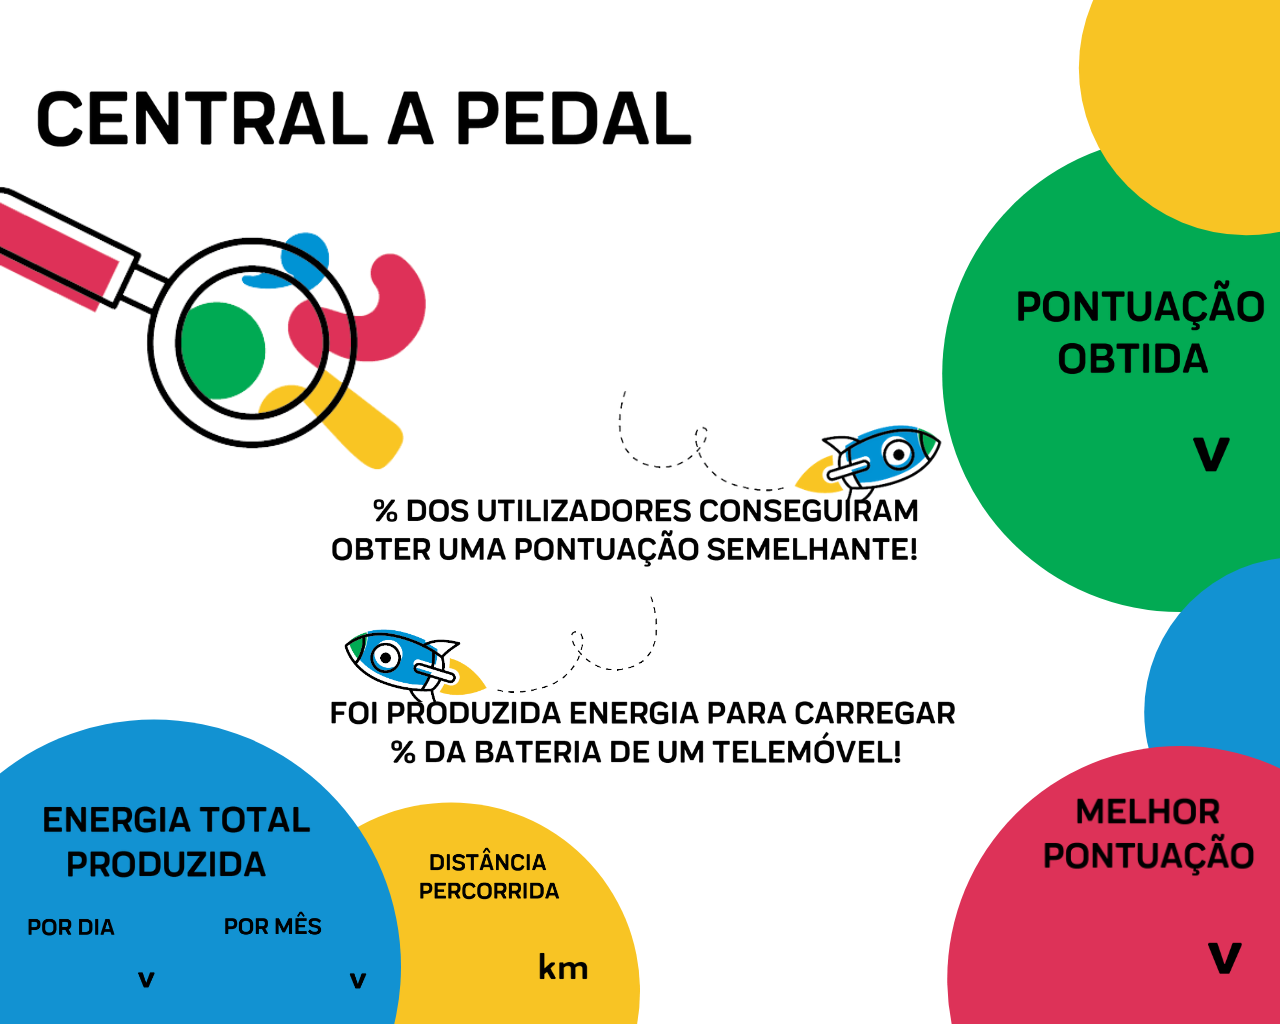 CENTRAL A PEDAL
PONTUAÇÃO
OBTIDA
v
% DOS UTILIZADORES CONSEGUIRAM
OBTER UMA PONTUAÇÃO SEMELHANTE!
FOI PRODUZIDA ENERGIA PARA CARREGAR
% DA BATERIA DE UM TELEMÓVEL!
ENERGIA TOTAL
PRODUZIDA
POR DIA
POR MÊS
v
v
DISTÂNCIA
PERCORRIDA
km
MELHOR
PONTUAÇÃO
v